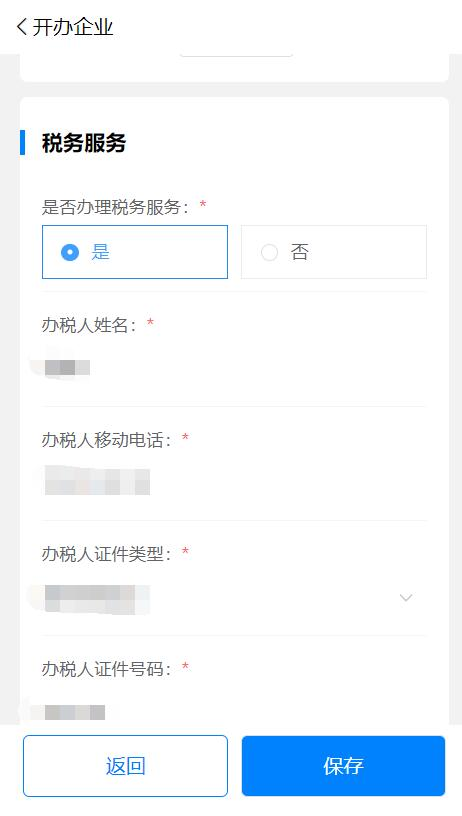 开办企业
税务服务
是否办理税务服务：*
是 否
办税人姓名：*
办税人移动电话：*
办税人证件类型：*
办税人证件号码：*
返回 保存